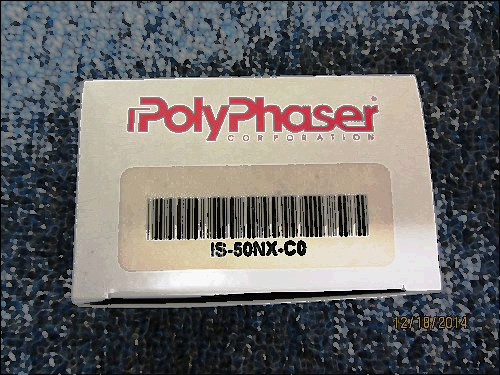 PolyPhaser
CORPORATION
IS-50NX-C0
12/18/2014